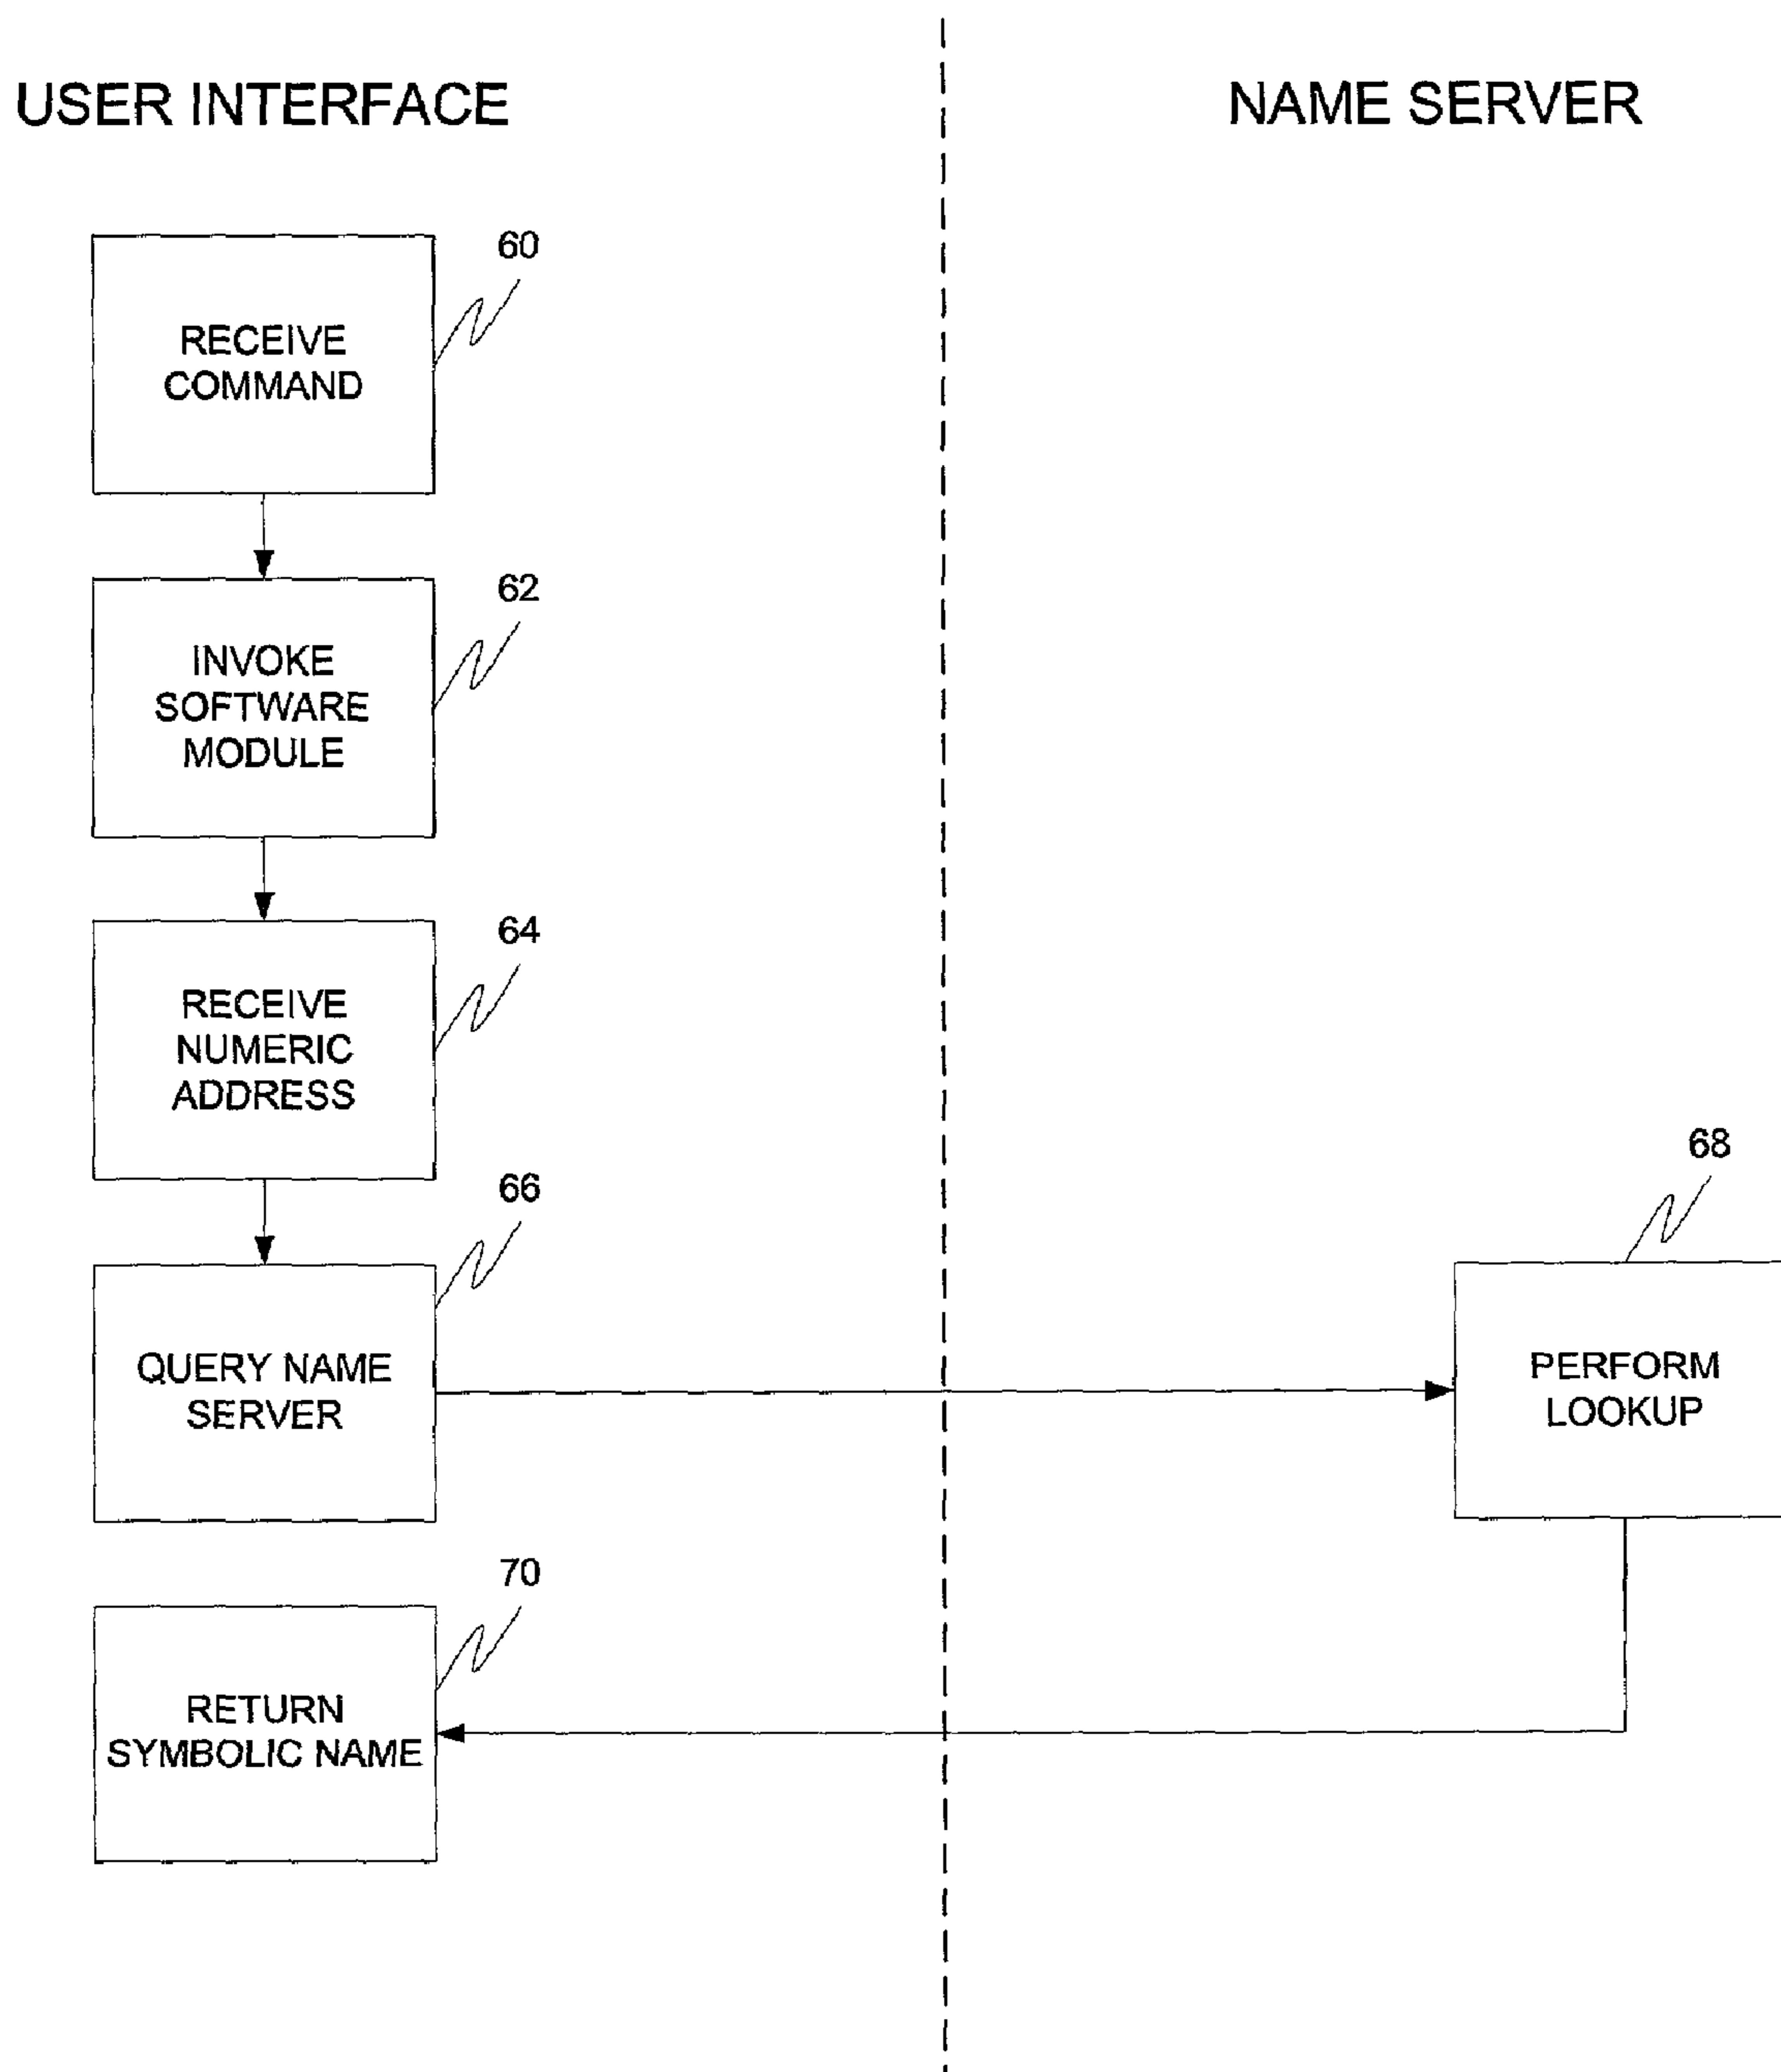 USER INTERFACE
NAME SERVER
60
RECEIVE
COMMAND
62
INVOKE
SOFTWARE
MODULE
64
RECEIVE
NUMERIC
ADDRESS
66
QUERY NAME
SERVER
68
PERFORM
LOOKUP
70
RETURN
SYMBOLIC NAME